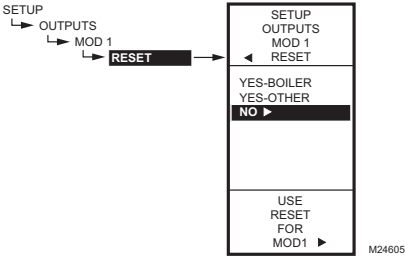 SETUP
OUTPUTS
MOD 1
RESET
SETUP
OUTPUTS
MOD 1
◄ RESET
YES-BOILER
YES-OTHER
NO ►
USE
RESET
FOR
MOD1 ►
M24605